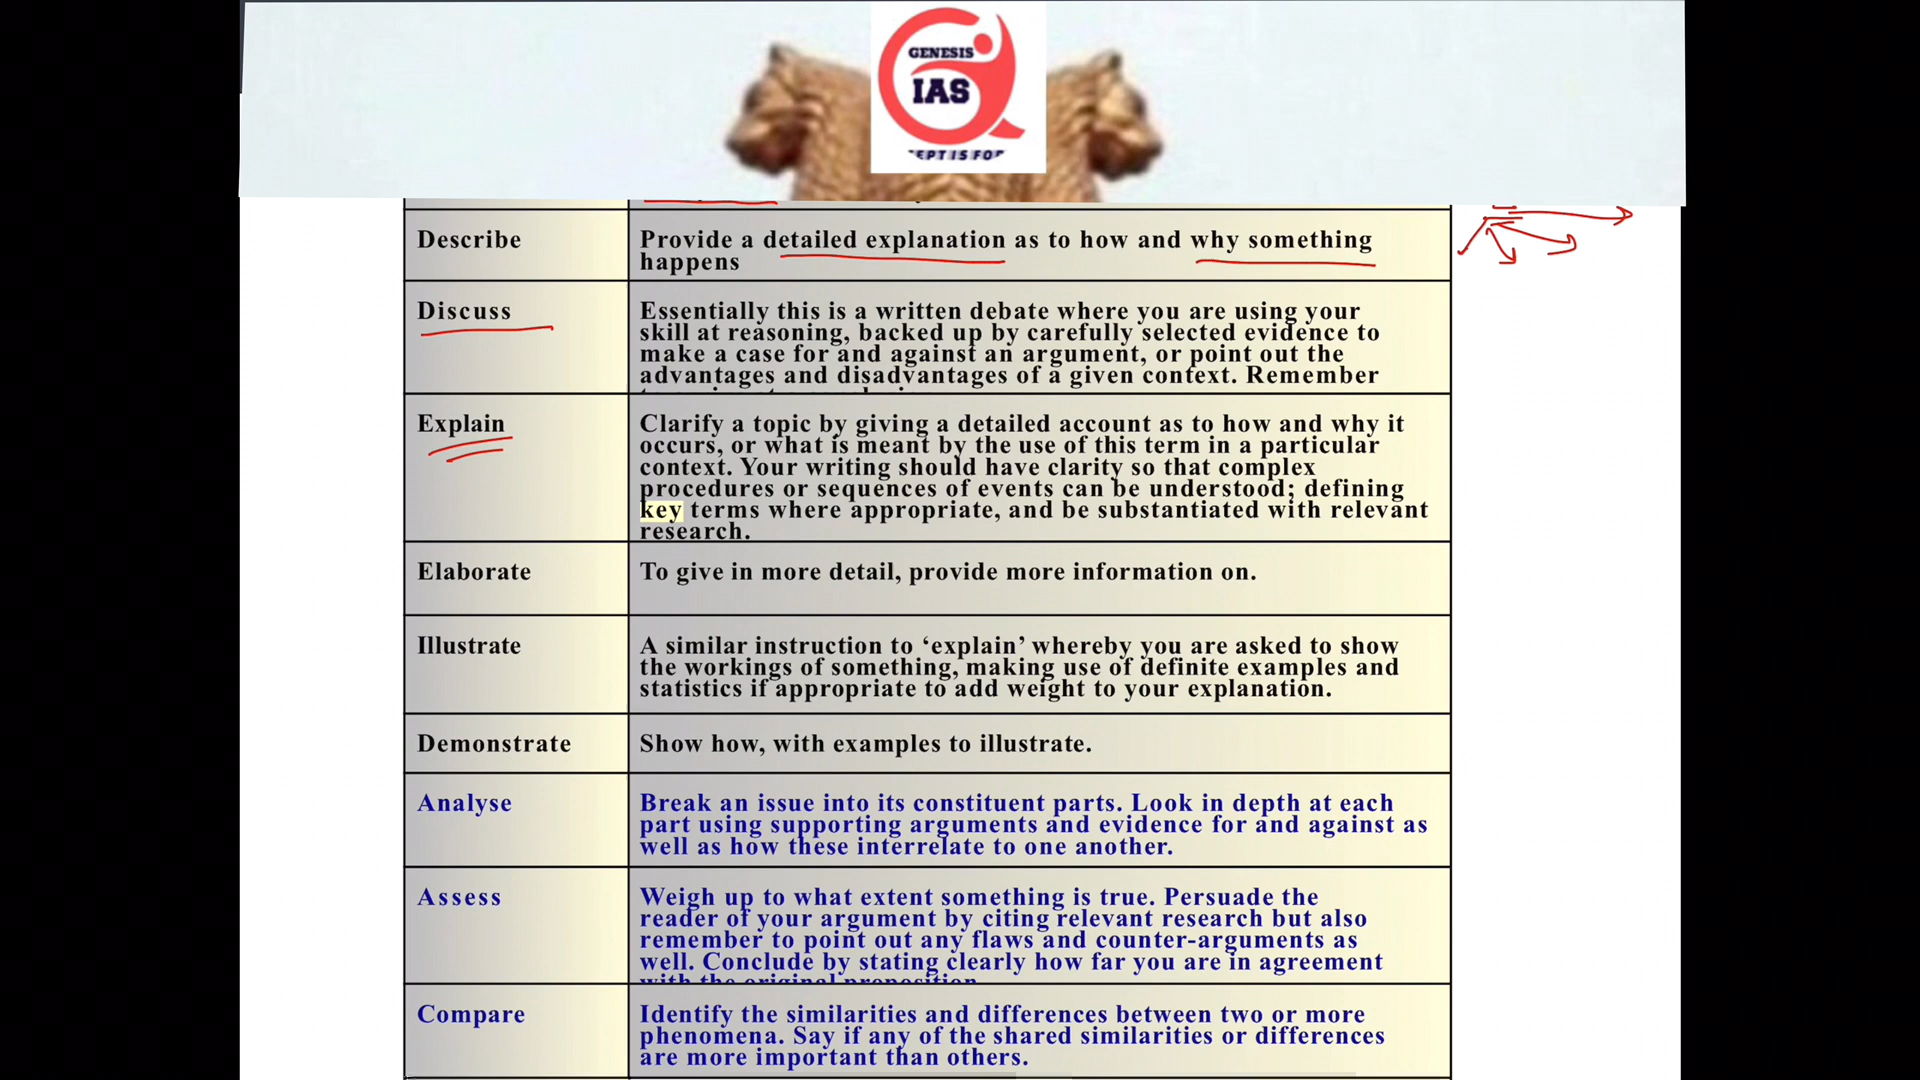 GENESIS
IAS
Describe
Provide a detailed explanation as to how and why something
happens
Discuss
Essentially this is a written debate where you are using your
skill at reasoning, backed up by carefully selected evidence to
make a case for and against an argument, or point out the
advantages and disadvantages of a given context. Remember
Explain
Clarify a topic by giving a detailed account as to how and why it
occurs, or what is meant by the use of this term in a particular
context. Your writing should have clarity so that complex
procedures or sequences of events can be understood; defining
key terms where appropriate, and be substantiated with relevant
research.
Elaborate
To give in more detail, provide more information on.
Illustrate
A similar instruction to ‘explain’ whereby you are asked to show
the workings of something, making use of definite examples and
statistics if appropriate to add weight to your explanation.
Demonstrate
Show how, with examples to illustrate.
Analyse
Break an issue into its constituent parts. Look in depth at each
part using supporting arguments and evidence for and against as
well as how these interrelate to one another.
Assess
Weigh up to what extent something is true. Persuade the
reader of your argument by citing relevant research but also
remember to point out any flaws and counter-arguments as
well. Conclude by stating clearly how far you are in agreement
with the original proposition
Compare
Identify the similarities and differences between two or more
phenomena. Say if any of the shared similarities or differences
are more important than others.